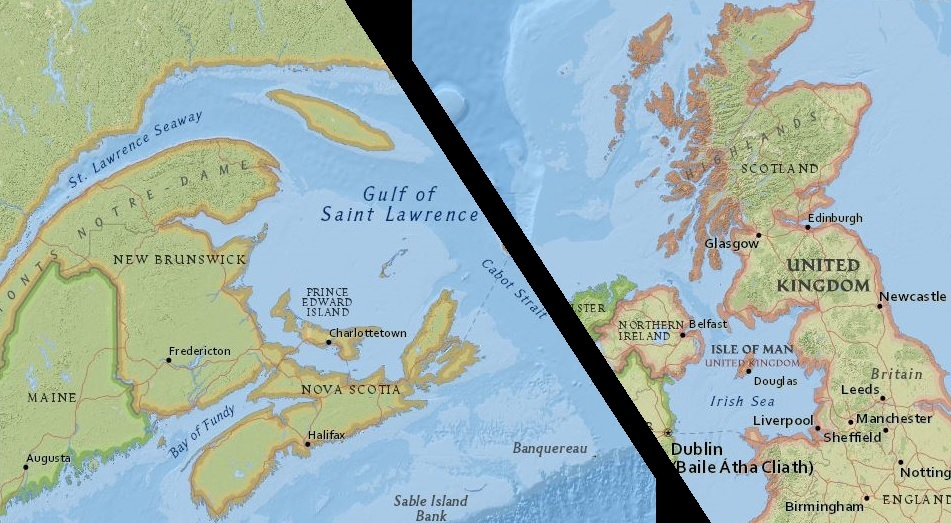 St. Lawrence Seaway
NOTRE-DAME
Gulf of
Saint Lawrence
NEW BRUNSWICK
PRINCE
EDWARD
ISLAND
Charlottetown
Cabot Strait
Fredericton
NOVA SCOTIA
MAINE
Bay of Fundy
Halifax
Augusta
Banquereau
Sable Island
Bank
HIGHLANDS
SCOTLAND
Edinburgh
Glasgow
UNITED
KINGDOM
Newcastle
NORTHERN
IRELAND
Belfast
ISLE OF MAN
UNITED KINGDOM
Douglas
Britain
Leeds
Irish Sea
Liverpool
Manchester
Sheffield
Dublin
(Baile Átha Cliath)
Notting
Birmingham
ENGLAND